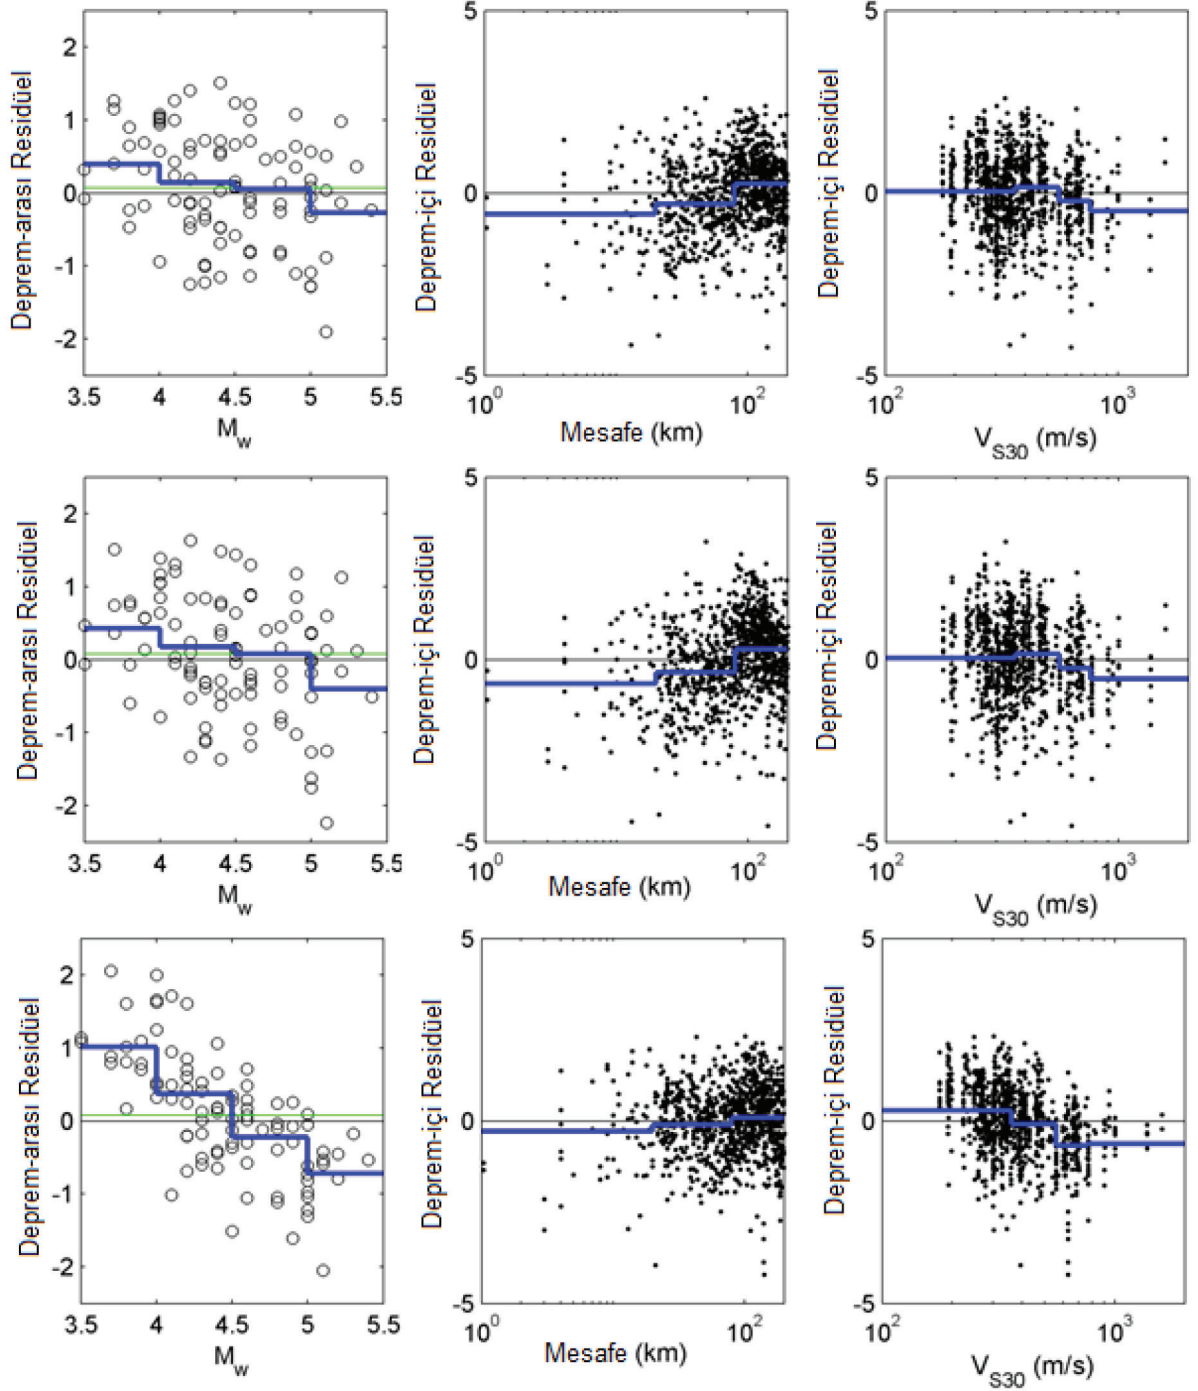 Deprem-arası Residüel
2
1
0
-1
-2
3.5 4 4.5 5 5.5
M_w
Deprem-içi Residüel
5
0
-5
10^0 10^2
Mesafe (km)
Deprem-içi Residüel
5
0
-5
10^2 10^3
V_S30 (m/s)
Deprem-arası Residüel
2
1
0
-1
-2
3.5 4 4.5 5 5.5
M_w
Deprem-içi Residüel
5
0
-5
10^0 10^2
Mesafe (km)
Deprem-içi Residüel
5
0
-5
10^2 10^3
V_S30 (m/s)
Deprem-arası Residüel
2
1
0
-1
-2
3.5 4 4.5 5 5.5
M_w
Deprem-içi Residüel
5
0
-5
10^0 10^2
Mesafe (km)
Deprem-içi Residüel
5
0
-5
10^2 10^3
V_S30 (m/s)